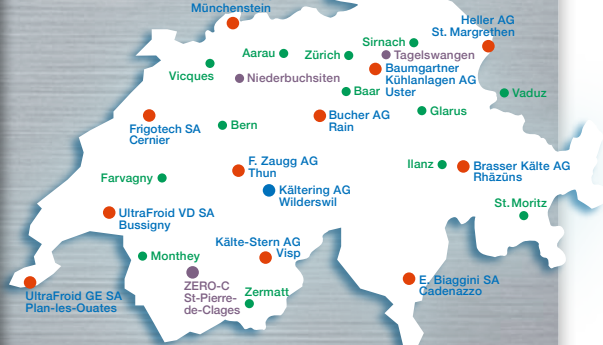 Münchenstein
Heller AG
St. Margrethen
Sirnach
Aarau
Zürich
Tagelswangen
Vicques
Niederbuchsiten
Baumgartner
Kühlanlagen AG
Uster
Baar
Vaduz
Frigotech SA
Cernier
Bern
Bucher AG
Rain
Glarus
F. Zaugg AG
Thun
Ilanz
Brasser Kälte AG
Rhäzüns
Farvagny
Kältering AG
Wilderswil
St. Moritz
UltraFroid VD SA
Bussigny
Kälte-Stern AG
Visp
Monthey
E. Biaggini SA
Cadenazzo
ZERO-C
St-Pierre-
de-Clages
Zermatt
UltraFroid GE SA
Plan-les-Ouates